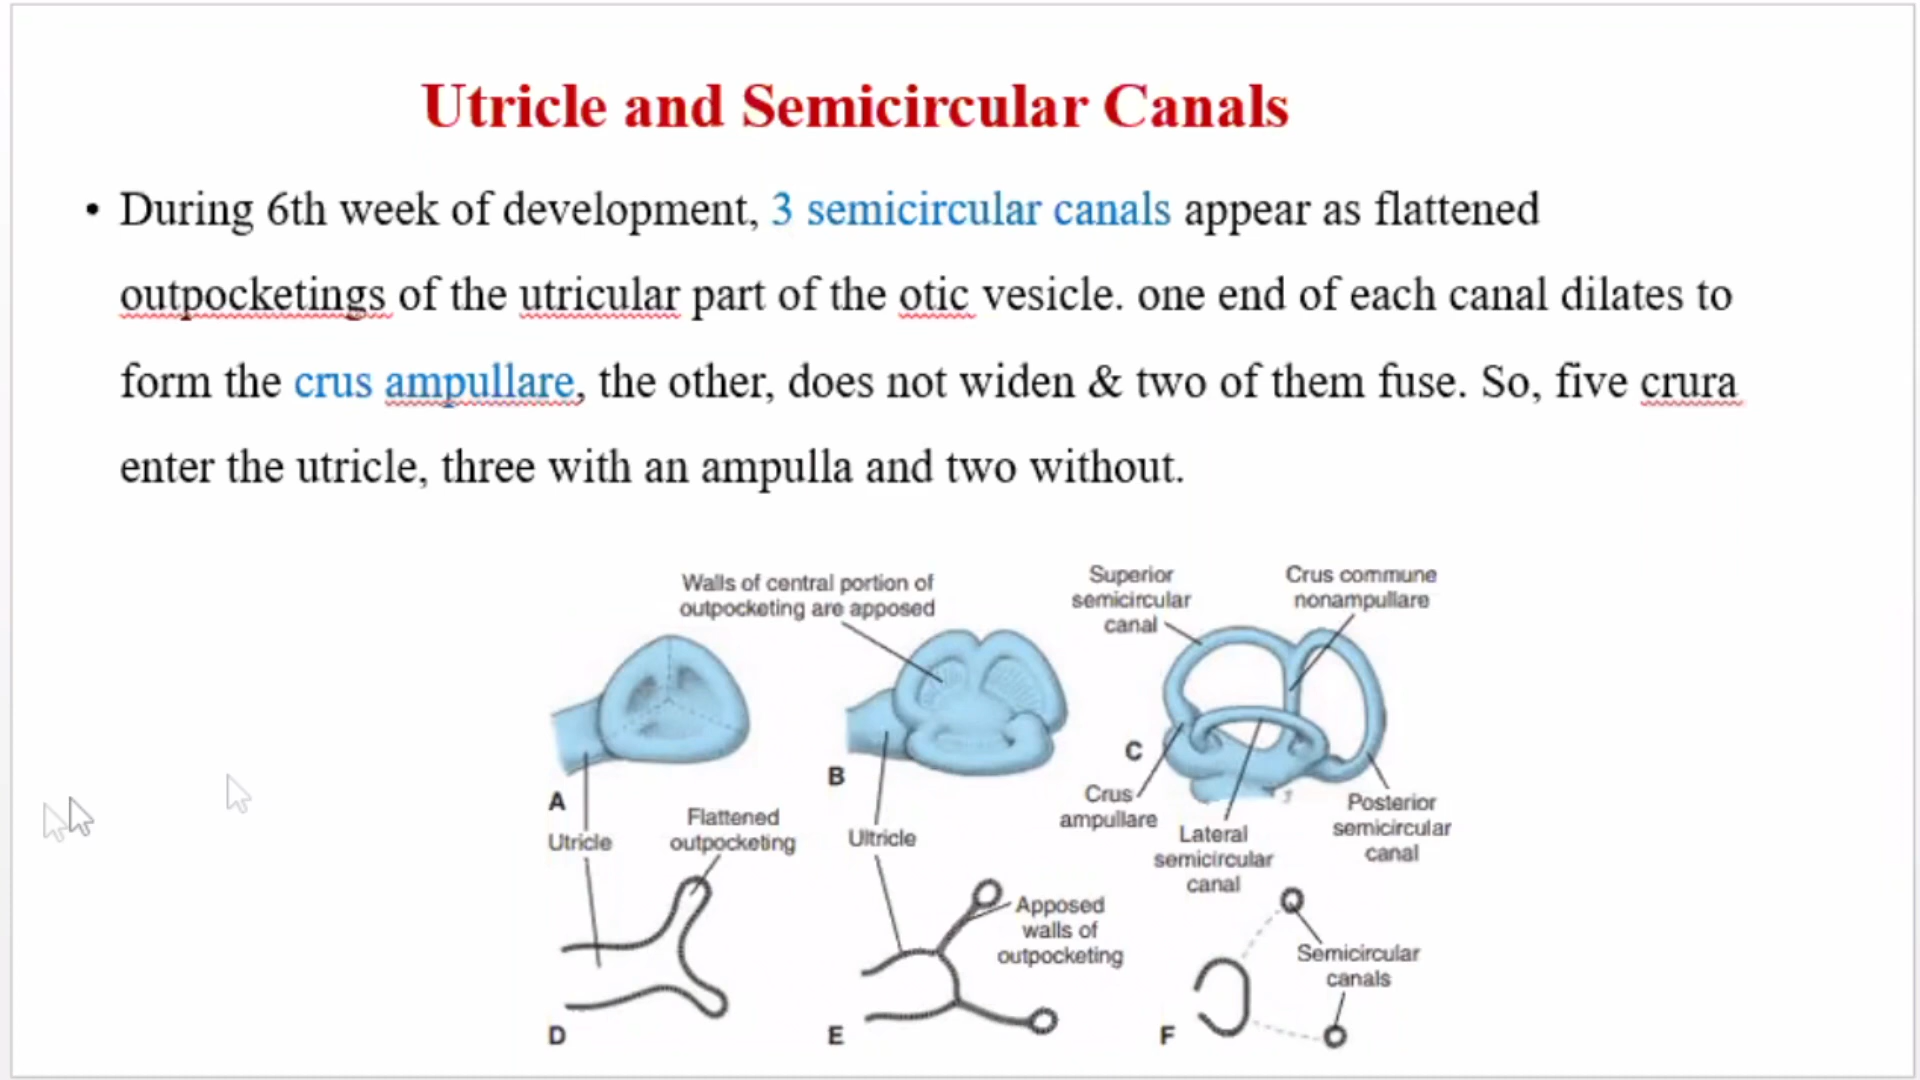 Utricle and Semicircular Canals
• During 6th week of development, 3 semicircular canals appear as flattened
outpocketings of the utricular part of the otic vesicle. one end of each canal dilates to
form the crus ampullare, the other, does not widen & two of them fuse. So, five crura
enter the utricle, three with an ampulla and two without.
Walls of central portion of
outpocketing are apposed
Superior
semicircular
canal
Crus commune
nonampullare
A
Utricle
Flattened
outpocketing
B
Ultricle
C
Crus
ampullare
Lateral
semicircular
canal
Posterior
semicircular
canal
D
E
Apposed
walls of
outpocketing
F
Semicircular
canals